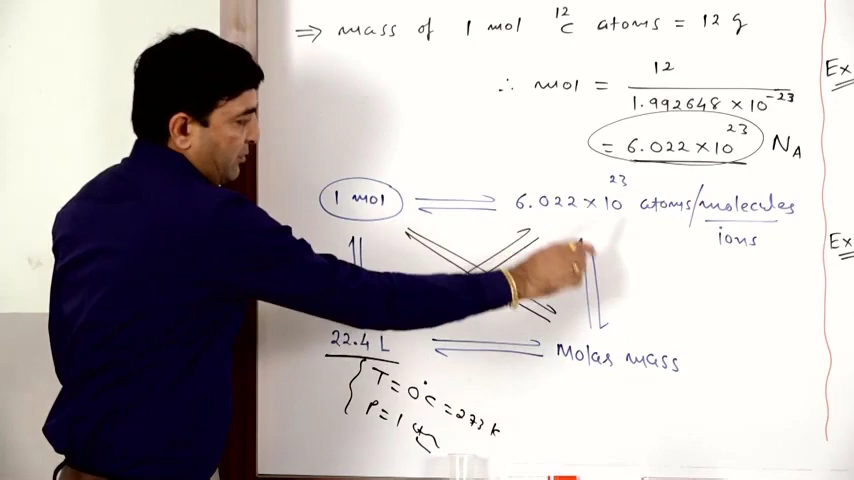 ⇒ mass of 1 mol ¹²C atoms = 12 g
∴ mol = 12 / 1.992648 × 10⁻²³
= 6.022 × 10²³ N_A
1 mol ⇌ 6.022 × 10²³ atoms/molecules
ions
22.4 L ⇌ Molar mass
T = 0°C = 273 K
P = 1 atm
Ex
Ex